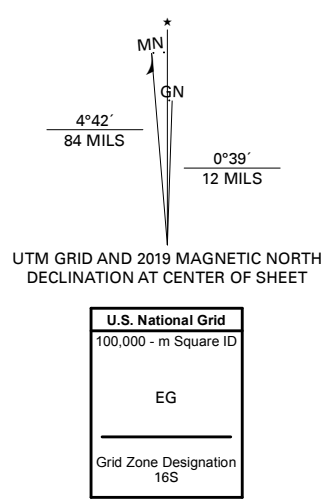 ★
MN
GN
4°42´
84 MILS
0°39´
12 MILS
UTM GRID AND 2019 MAGNETIC NORTH
DECLINATION AT CENTER OF SHEET
U.S. National Grid
100,000 - m Square ID
EG
Grid Zone Designation
16S